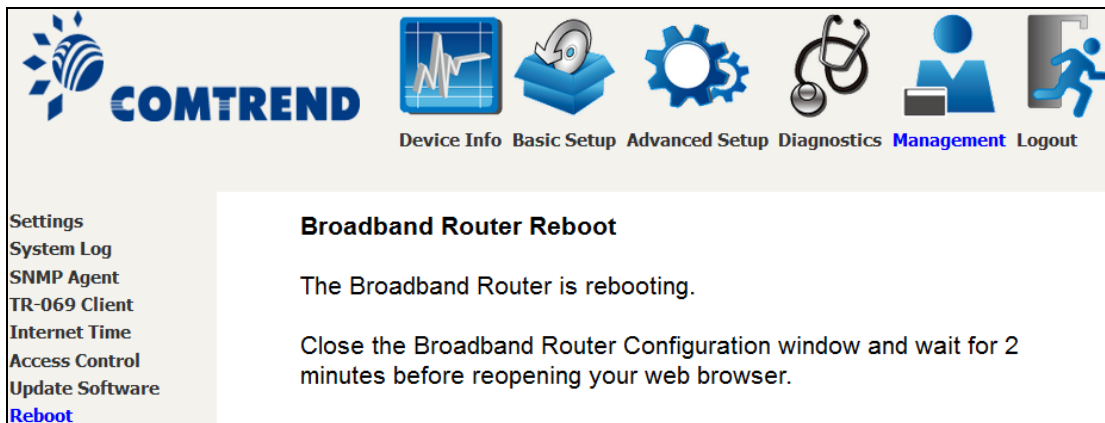 COMTREND
Device Info Basic Setup Advanced Setup Diagnostics Management Logout
Settings
System Log
SNMP Agent
TR-069 Client
Internet Time
Access Control
Update Software
Reboot
Broadband Router Reboot
The Broadband Router is rebooting.
Close the Broadband Router Configuration window and wait for 2
minutes before reopening your web browser.